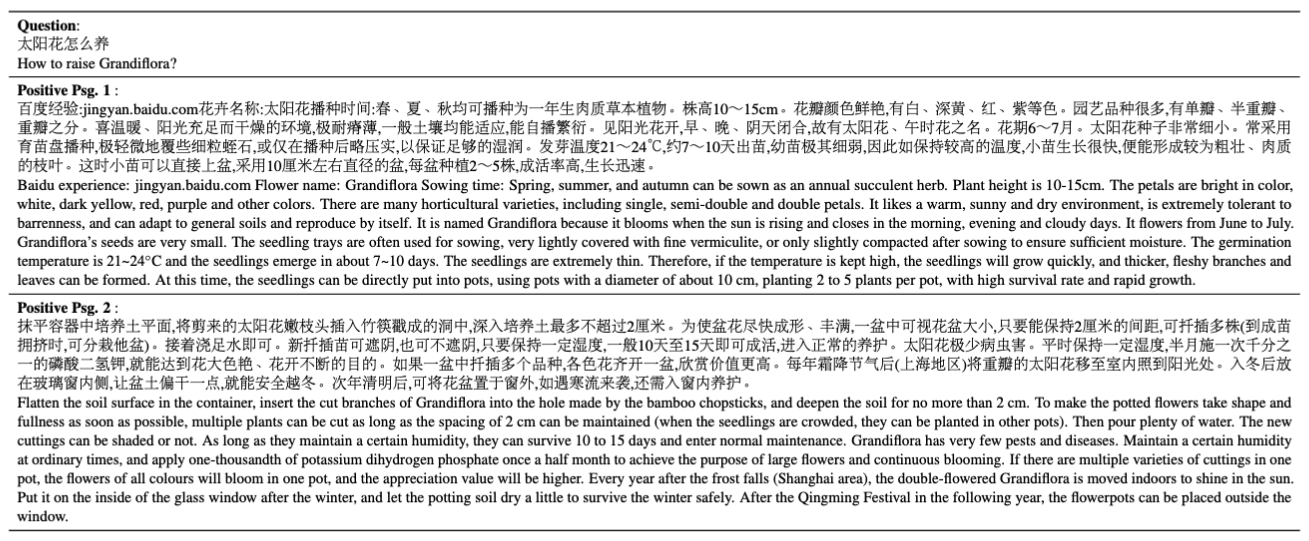 Question:
太阳花怎么养
How to raise Grandiflora?
Positive Psg. 1 :
百度经验:jingyan.baidu.com花卉名称:太阳花播种时间:春、夏、秋均可播种为一年生肉质草本植物。株高10～15cm。花瓣颜色鲜艳,有白、深黄、红、紫等色。园艺品种很多,有单瓣、半重瓣、
重瓣之分。喜温暖、阳光充足而干燥的环境,极耐瘠薄,一般土壤均能适应,能自播繁衍。见阳光花开,早、晚、阴天闭合,故有太阳花、午时花之名。花期6～7月。太阳花种子非常细小。常采用
育苗盘播种,极轻微地覆些细粒蛭石,或仅在播种后略压实,以保证足够的湿润。发芽温度21～24℃,约7～10天出苗,幼苗极其细弱,因此如保持较高的温度,小苗生长很快,便能形成较为粗壮、肉质
的枝叶。这时小苗可以直接上盆,采用10厘米左右直径的盆,每盆种植2～5株,成活率高,生长迅速。
Baidu experience: jingyan.baidu.com Flower name: Grandiflora Sowing time: Spring, summer, and autumn can be sown as an annual succulent herb. Plant height is 10-15cm. The petals are bright in color,
white, dark yellow, red, purple and other colors. There are many horticultural varieties, including single, semi-double and double petals. It likes a warm, sunny and dry environment, is extremely tolerant to
barrenness, and can adapt to general soils and reproduce by itself. It is named Grandiflora because it blooms when the sun is rising and closes in the morning, evening and cloudy days. It flowers from June to July.
Grandiflora's seeds are very small. The seedling trays are often used for sowing, very lightly covered with fine vermiculite, or only slightly compacted after sowing to ensure sufficient moisture. The germination
temperature is 21~24°C and the seedlings emerge in about 7~10 days. The seedlings are extremely thin. Therefore, if the temperature is kept high, the seedlings will grow quickly, and thicker, fleshy branches and
leaves can be formed. At this time, the seedlings can be directly put into pots, using pots with a diameter of about 10 cm, planting 2 to 5 plants per pot, with high survival rate and rapid growth.
Positive Psg. 2 :
抹平容器中培养土平面,将剪来的太阳花嫩枝头插入竹筷戳成的洞中,深入培养土最多不超过2厘米。为使盆花尽快成形、丰满,一盆中可视花盆大小,只要能保持2厘米的间距,可扦插多株(到成苗
拥挤时,可分栽他盆)。接着浇足水即可。新扦插苗可遮阴,也可不遮阴,只要保持一定湿度,一般10天至15天即可成活,进入正常的养护。太阳花极少病虫害。平时保持一定湿度,半月施一次千分之
一的磷酸二氢钾,就能达到花大色艳、花开不断的目的。如果一盆中扦插多个品种,各色花齐开一盆,欣赏价值更高。每年霜降节气后(上海地区)将重瓣的太阳花移至室内照到阳光处。入冬后放
在玻璃窗内侧,让盆土偏干一点,就能安全越冬。次年清明后,可将花盆置于窗外,如遇寒流来袭,还需入窗内养护。
Flatten the soil surface in the container, insert the cut branches of Grandiflora into the hole made by the bamboo chopsticks, and deepen the soil for no more than 2 cm. To make the potted flowers take shape and
fullness as soon as possible, multiple plants can be cut as long as the spacing of 2 cm can be maintained (when the seedlings are crowded, they can be planted in other pots). Then pour plenty of water. The new
cuttings can be shaded or not. As long as they maintain a certain humidity, they can survive 10 to 15 days and enter normal maintenance. Grandiflora has very few pests and diseases. Maintain a certain humidity
at ordinary times, and apply one-thousandth of potassium dihydrogen phosphate once a half month to achieve the purpose of large flowers and continuous blooming. If there are multiple varieties of cuttings in one
pot, the flowers of all colours will bloom in one pot, and the appreciation value will be higher. Every year after the frost falls (Shanghai area), the double-flowered Grandiflora is moved indoors to shine in the sun.
Put it on the inside of the glass window after the winter, and let the potting soil dry a little to survive the winter safely. After the Qingming Festival in the following year, the flowerpots can be placed outside the
window.